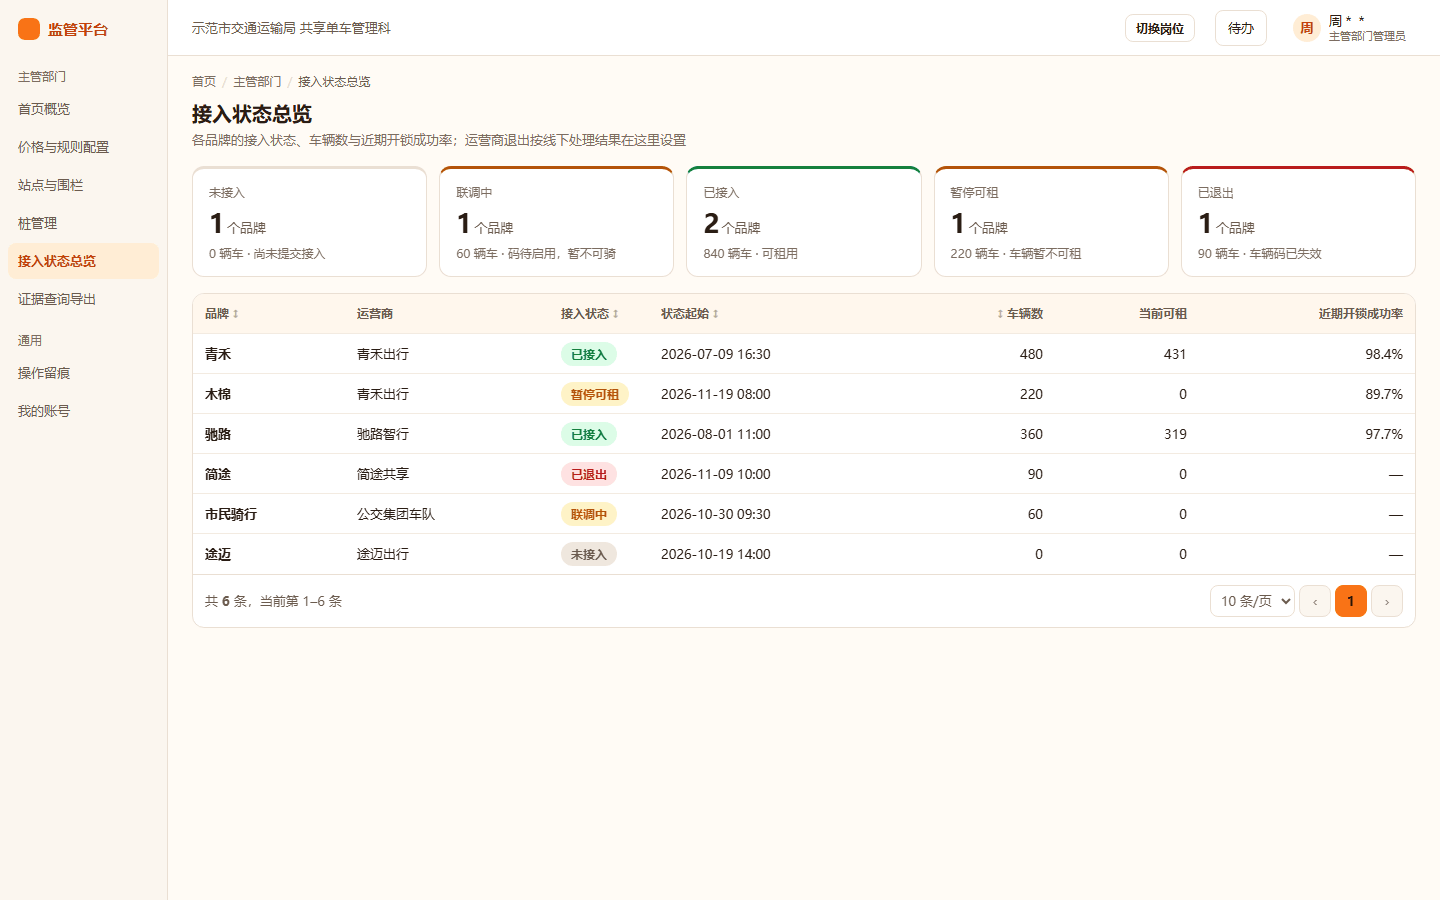 监管平台
主管部门
首页概览
价格与规则配置
站点与围栏
桩管理
接入状态总览
证据查询导出
通用
操作留痕
我的账号
示范市交通运输局 共享单车管理科
切换岗位
待办
周
周＊＊
主管部门管理员
首页 / 主管部门 / 接入状态总览
接入状态总览
各品牌的接入状态、车辆数与近期开锁成功率；运营商退出按线下处理结果在这里设置
未接入
1 个品牌
0 辆车 · 尚未提交接入
联调中
1 个品牌
60 辆车 · 码待启用，暂不可骑
已接入
2 个品牌
840 辆车 · 可租用
暂停可租
1 个品牌
220 辆车 · 车辆暂不可租
已退出
1 个品牌
90 辆车 · 车辆码已失效
品牌 ↕ 运营商 接入状态 ↕ 状态起始 ↕ ↕ 车辆数 当前可租 近期开锁成功率
青禾 青禾出行 已接入 2026-07-09 16:30 480 431 98.4%
木棉 青禾出行 暂停可租 2026-11-19 08:00 220 0 89.7%
驰路 驰路智行 已接入 2026-08-01 11:00 360 319 97.7%
简途 简途共享 已退出 2026-11-09 10:00 90 0 —
市民骑行 公交集团车队 联调中 2026-10-30 09:30 60 0 —
途迈 途迈出行 未接入 2026-10-19 14:00 0 0 —
共 6 条，当前第 1–6 条
10 条/页 ‹ 1 ›